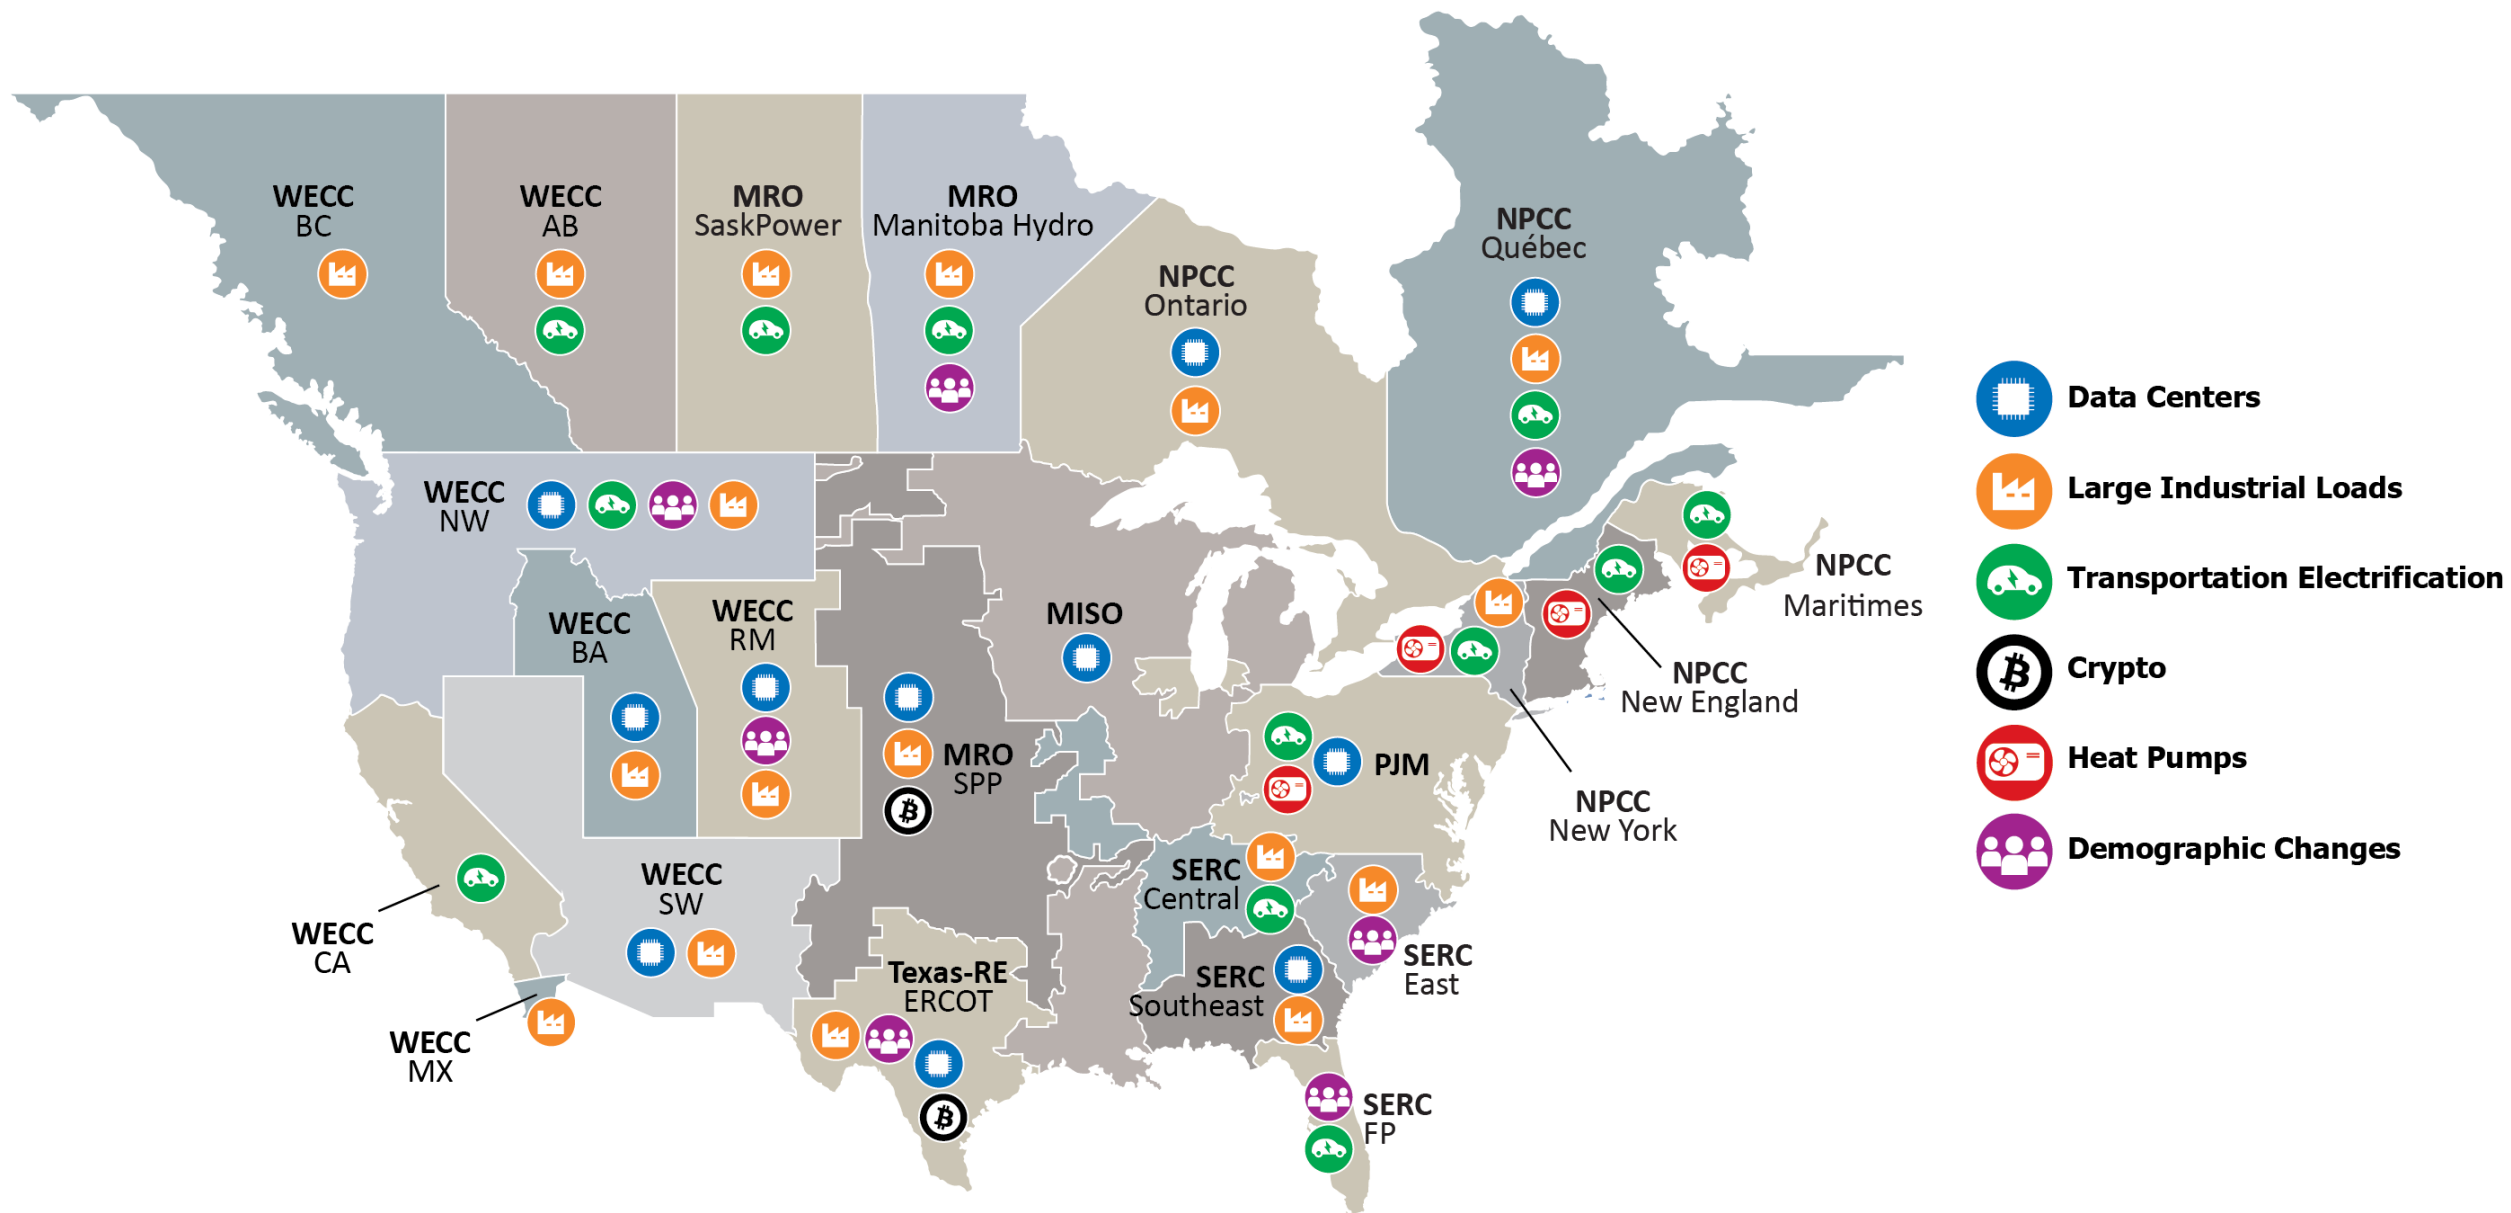 WECC
BC
WECC
AB
MRO
SaskPower
MRO
Manitoba Hydro
NPCC
Ontario
NPCC
Québec
WECC
NW
WECC
BA
WECC
RM
MISO
MRO
SPP
PJM
NPCC
Maritimes
NPCC
New England
NPCC
New York
WECC
CA
WECC
SW
WECC
MX
Texas-RE
ERCOT
SERC
Central
SERC
East
SERC
Southeast
SERC
FP
Data Centers
Large Industrial Loads
Transportation Electrification
Crypto
Heat Pumps
Demographic Changes